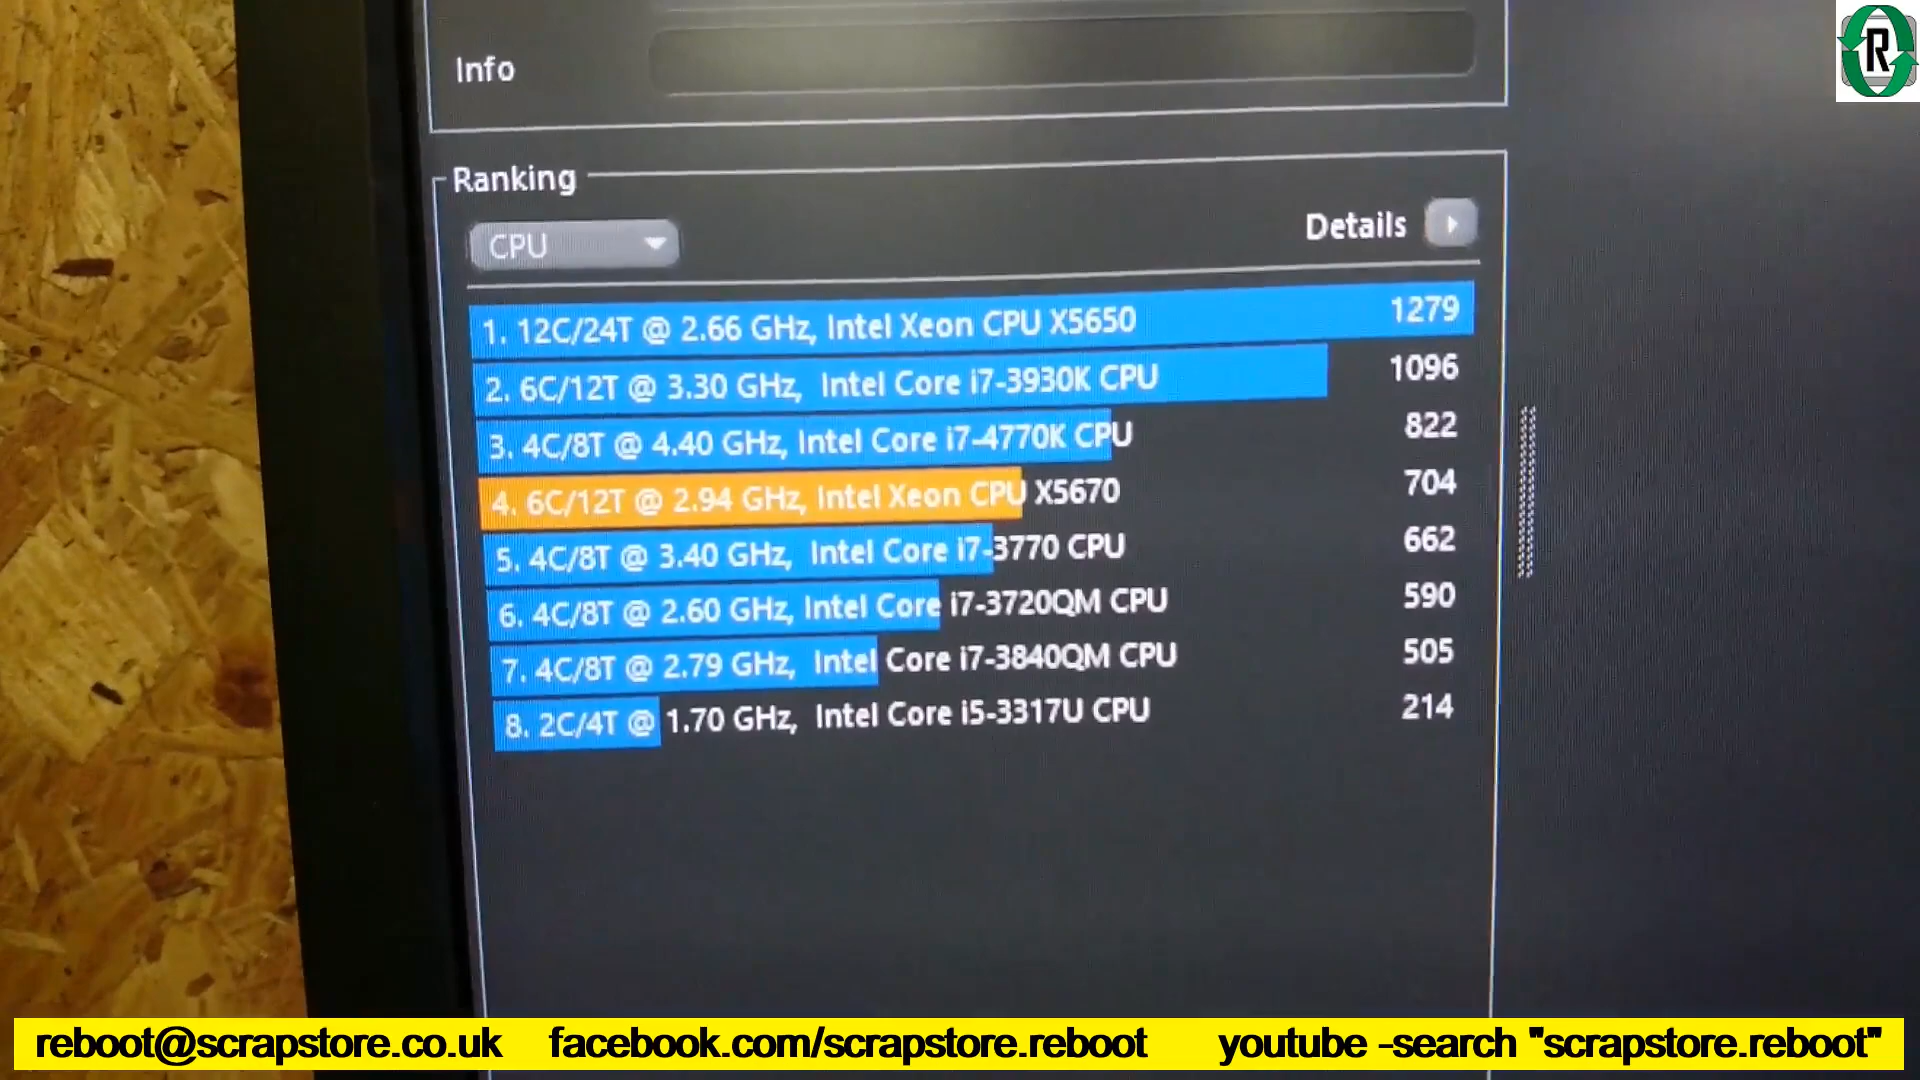 R
Info
Ranking
CPU
Details
1. 12C/24T @ 2.66 GHz, Intel Xeon CPU X5650 1279
2. 6C/12T @ 3.30 GHz, Intel Core i7-3930K CPU 1096
3. 4C/8T @ 4.40 GHz, Intel Core i7-4770K CPU 822
4. 6C/12T @ 2.94 GHz, Intel Xeon CPU X5670 704
5. 4C/8T @ 3.40 GHz, Intel Core i7-3770 CPU 662
6. 4C/8T @ 2.60 GHz, Intel Core i7-3720QM CPU 590
7. 4C/8T @ 2.79 GHz, Intel Core i7-3840QM CPU 505
8. 2C/4T @ 1.70 GHz, Intel Core i5-3317U CPU 214
reboot@scrapstore.co.uk facebook.com/scrapstore.reboot youtube -search "scrapstore.reboot"